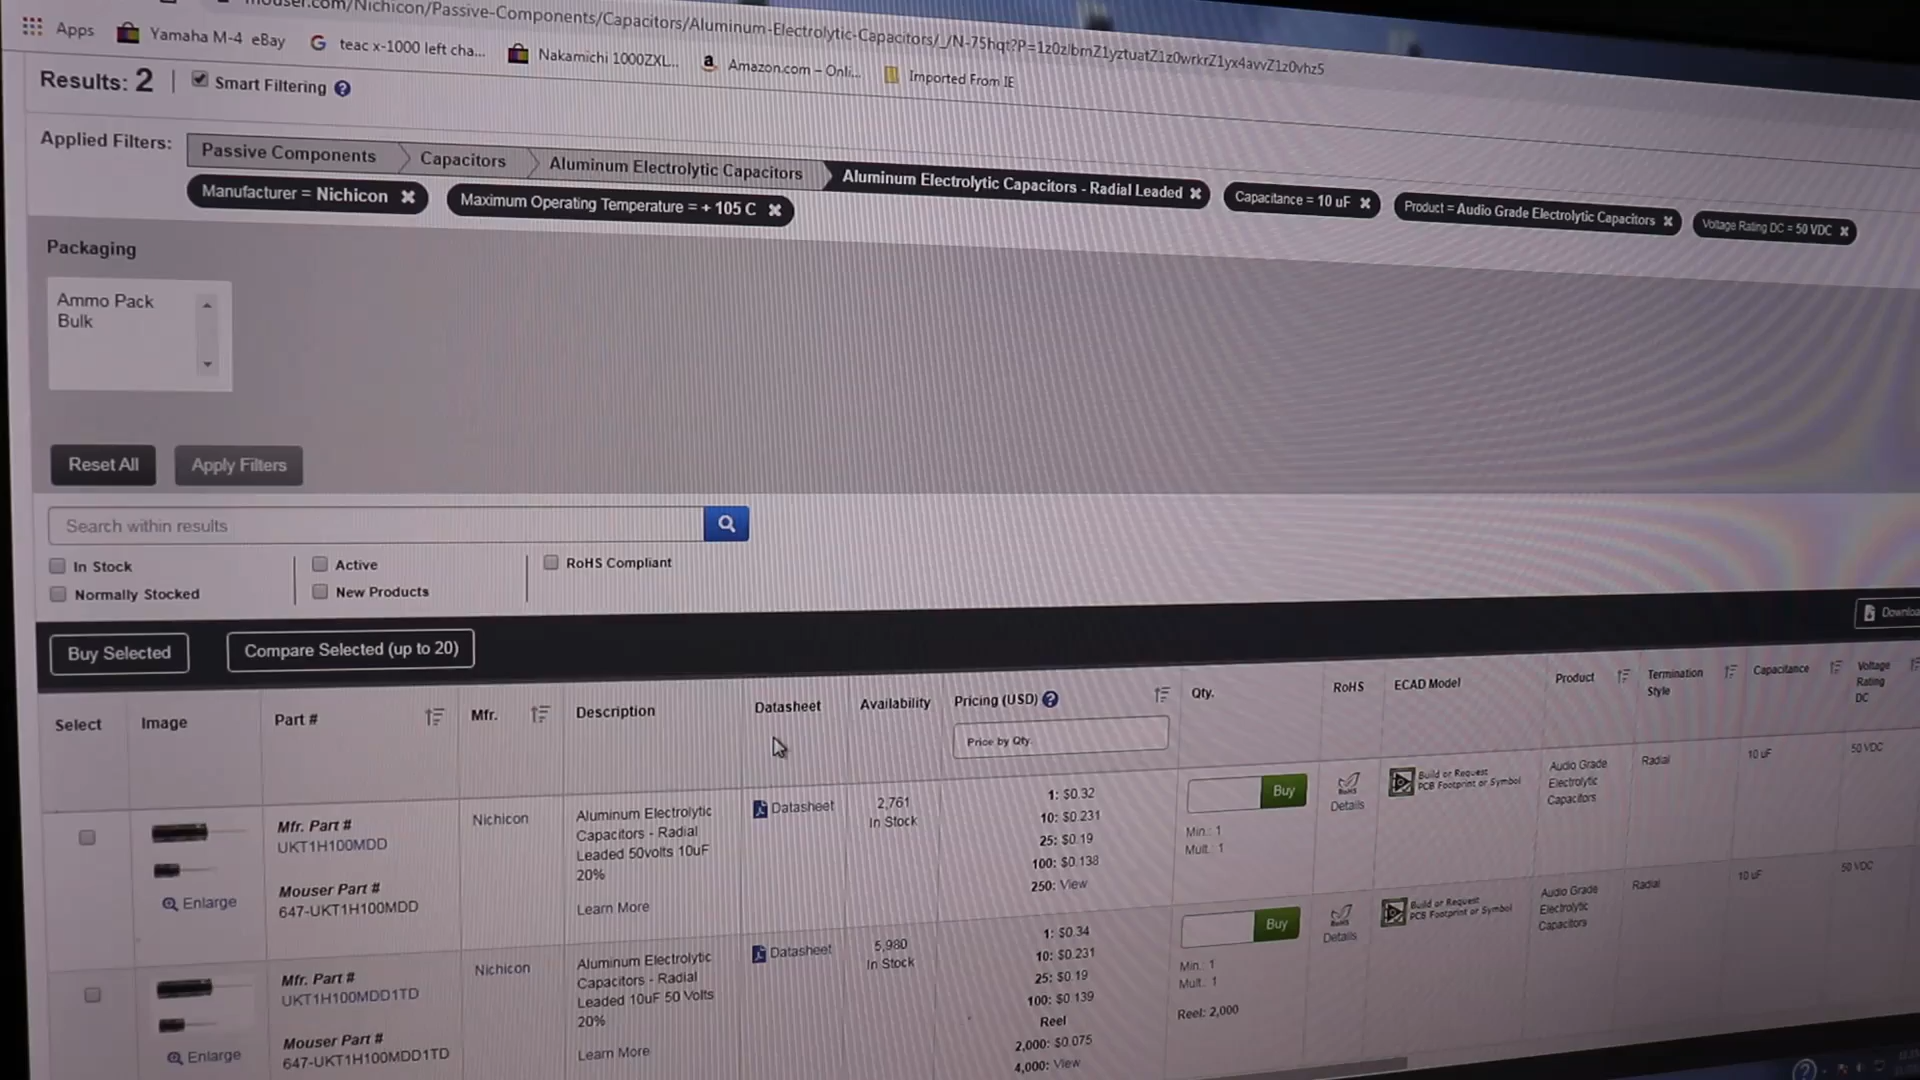 mouser.com/Nichicon/Passive-Components/Capacitors/Aluminum-Electrolytic-Capacitors/_/N-75hqt?P=1z0zlbmZ1yztuatZ1z0wrkrZ1yx4avvZ1z0vhz5
Apps Yamaha M-4 eBay teac x-1000 left cha... Nakamichi 1000ZXL... Amazon.com – Onli... Imported From IE
Results: 2 | Smart Filtering ?
Applied Filters: Passive Components Capacitors Aluminum Electrolytic Capacitors Aluminum Electrolytic Capacitors - Radial Leaded ✖ Capacitance = 10 uF ✖ Product = Audio Grade Electrolytic Capacitors ✖ Voltage Rating DC = 50 VDC ✖
Manufacturer = Nichicon ✖ Maximum Operating Temperature = + 105 C ✖
Packaging
Ammo Pack
Bulk
Reset All Apply Filters
Search within results
In Stock Active RoHS Compliant
Normally Stocked New Products
Downloa
Buy Selected Compare Selected (up to 20)
Select Image Part # Mfr. Description Datasheet Availability Pricing (USD) ? Qty. RoHS ECAD Model Product Termination Style Capacitance Voltage Rating DC
Price by Qty.
Mfr. Part #
UKT1H100MDD
Mouser Part #
647-UKT1H100MDD
Enlarge
Nichicon
Aluminum Electrolytic
Capacitors - Radial
Leaded 50volts 10uF
20%
Learn More
Datasheet
2,761
In Stock
1: $0.32
10: $0.231
25: $0.19
100: $0.138
250: View
Buy
Min.: 1
Mult.: 1
RoHS
Details
Build or Request
PCB Footprint or Symbol
Audio Grade
Electrolytic
Capacitors
Radial
10 uF
50 VDC
Mfr. Part #
UKT1H100MDD1TD
Mouser Part #
647-UKT1H100MDD1TD
Enlarge
Nichicon
Aluminum Electrolytic
Capacitors - Radial
Leaded 10uF 50 Volts
20%
Learn More
Datasheet
5,980
In Stock
1: $0.34
10: $0.231
25: $0.19
100: $0.139
Reel
2,000: $0.075
4,000: View
Buy
Min.: 1
Mult.: 1
Reel: 2,000
RoHS
Details
Build or Request
PCB Footprint or Symbol
Audio Grade
Electrolytic
Capacitors
Radial
10 uF
50 VDC